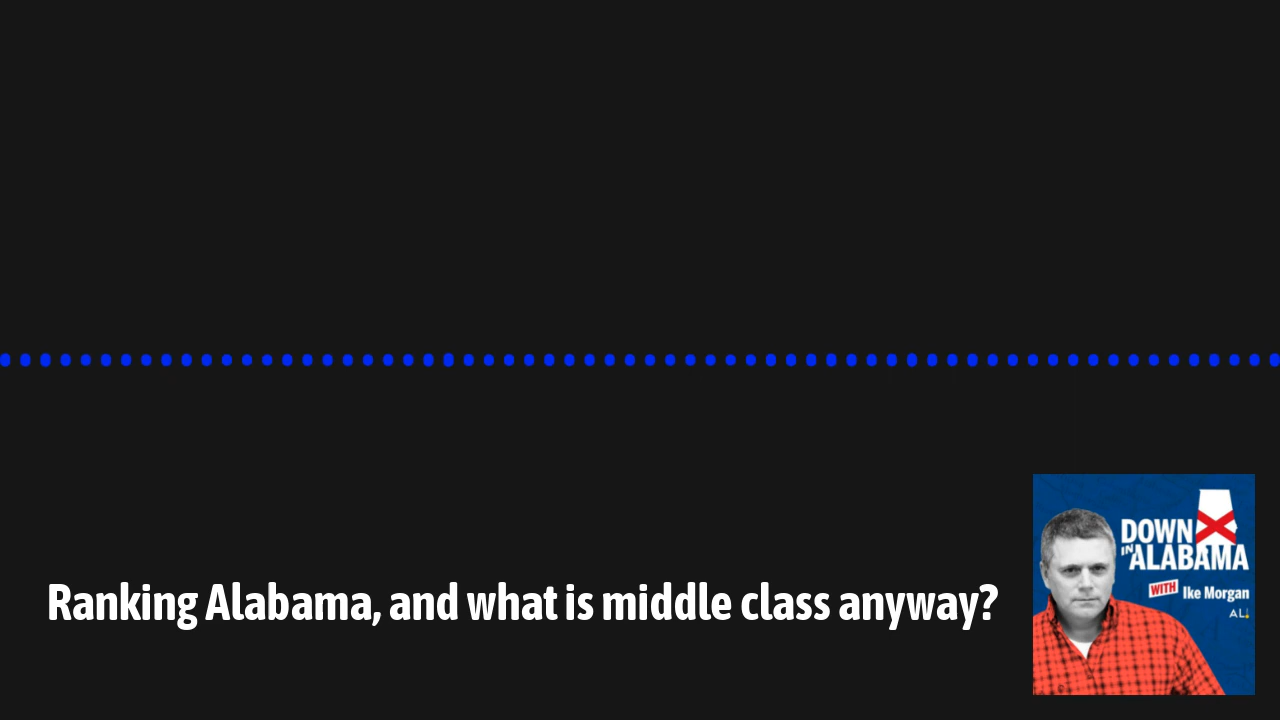 Ranking Alabama, and what is middle class anyway?
DOWN
IN ALABAMA
WITH Ike Morgan
AL